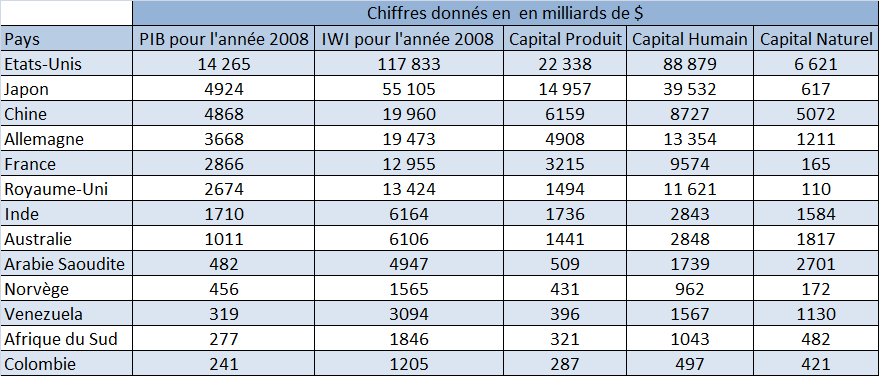 Chiffres donnés en  en milliards de $
Pays PIB pour l'année 2008 IWI pour l'année 2008 Capital Produit Capital Humain Capital Naturel
Etats-Unis 14 265 117 833 22 338 88 879 6 621
Japon 4924 55 105 14 957 39 532 617
Chine 4868 19 960 6159 8727 5072
Allemagne 3668 19 473 4908 13 354 1211
France 2866 12 955 3215 9574 165
Royaume-Uni 2674 13 424 1494 11 621 110
Inde 1710 6164 1736 2843 1584
Australie 1011 6106 1441 2848 1817
Arabie Saoudite 482 4947 509 1739 2701
Norvège 456 1565 431 962 172
Venezuela 319 3094 396 1567 1130
Afrique du Sud 277 1846 321 1043 482
Colombie 241 1205 287 497 421